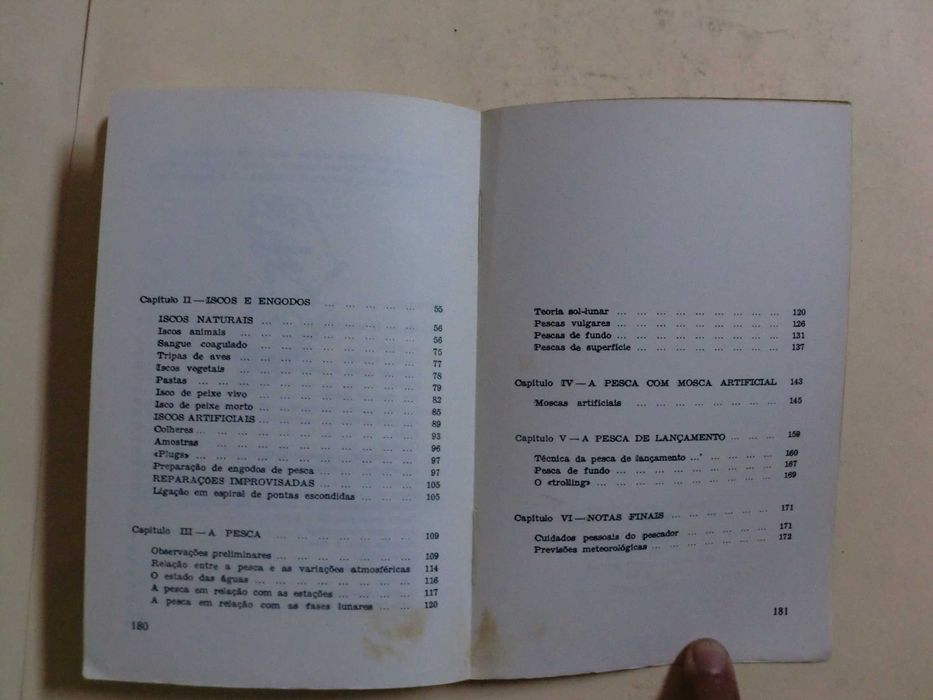 Capítulo II — ISCOS E ENGODOS ... ... ... ... 55
ISCOS NATURAIS ... ... ... ... ... ... ... 56
Iscos animais ... ... ... ... ... ... ... 56
Sangue coagulado ... ... ... ... ... ... 75
Tripas de aves ... ... ... ... ... ... ... 77
Iscos vegetais ... ... ... ... ... ... ... 78
Pastas ... ... ... ... ... ... ... ... ... 79
Isco de peixe vivo ... ... ... ... ... ... 82
Isco de peixe morto ... ... ... ... ... ... 85
ISCOS ARTIFICIAIS ... ... ... ... ... ... 89
Colheres ... ... ... ... ... ... ... ... 93
Amostras ... ... ... ... ... ... ... ... 96
«Plugs» ... ... ... ... ... ... ... ... 97
Preparação de engodos de pesca ... ... ... ... 97
REPARAÇÕES IMPROVISADAS ... ... ... ... 105
Ligação em espiral de pontas escondidas ... ... ... 105
Capítulo III — A PESCA ... ... ... ... ... ... 109
Observações preliminares ... ... ... ... ... ... 109
Relação entre a pesca e as variações atmosféricas 114
O estado das águas ... ... ... ... ... ... ... 116
A pesca em relação com as estações ... ... ... 117
A pesca em relação com as fases lunares ... ... 120
180
Teoria sol-lunar ... ... ... ... ... ... ... 120
Pescas vulgares ... ... ... ... ... ... ... 126
Pescas de fundo ... ... ... ... ... ... ... 131
Pescas de superfície ... ... ... ... ... ... 137
Capítulo IV — A PESCA COM MOSCA ARTIFICIAL 143
Moscas artificiais ... ... ... ... ... ... 145
Capítulo V — A PESCA DE LANÇAMENTO ... ... ... 159
Técnica da pesca de lançamento ... ... ... ... 160
Pesca de fundo ... ... ... ... ... ... ... 167
O «trolling» ... ... ... ... ... ... ... ... 169
Capítulo VI — NOTAS FINAIS ... ... ... ... ... 171
Cuidados pessoais do pescador ... ... ... ... 171
Previsões meteorológicas ... ... ... ... ... ... 172
181